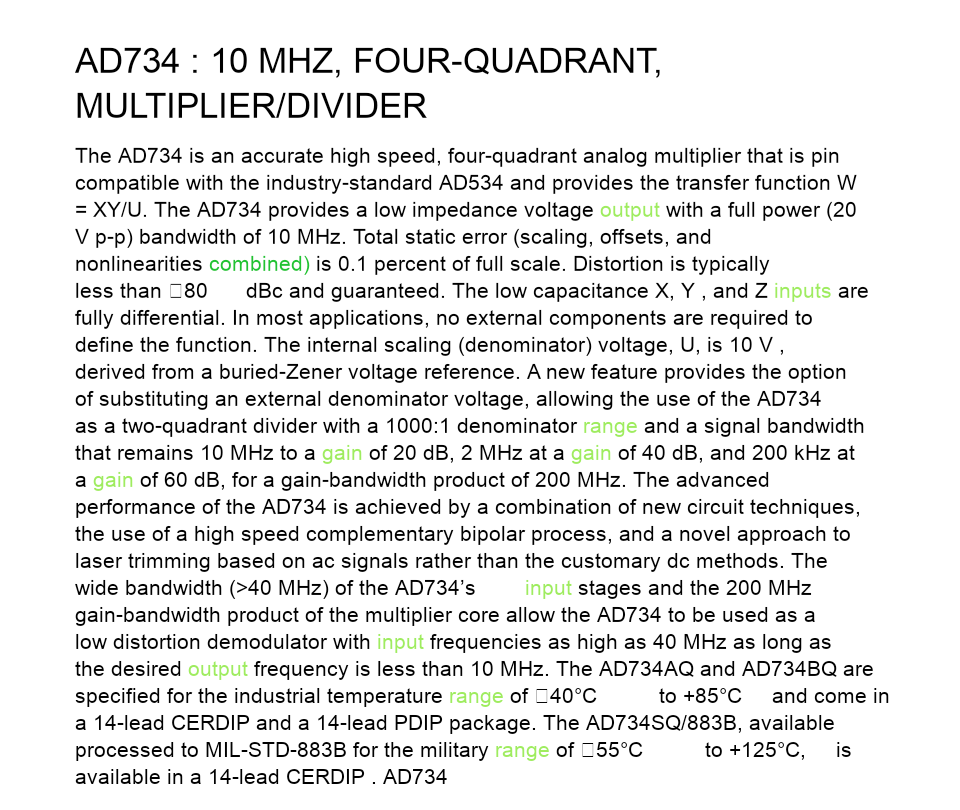 AD734 : 10 MHZ, FOUR-QUADRANT,
MULTIPLIER/DIVIDER
The AD734 is an accurate high speed, four-quadrant analog multiplier that is pin
compatible with the industry-standard AD534 and provides the transfer function W
= XY/U. The AD734 provides a low impedance voltage output with a full power (20
V p-p) bandwidth of 10 MHz. Total static error (scaling, offsets, and
nonlinearities combined) is 0.1 percent of full scale. Distortion is typically
less than □80 dBc and guaranteed. The low capacitance X, Y , and Z inputs are
fully differential. In most applications, no external components are required to
define the function. The internal scaling (denominator) voltage, U, is 10 V ,
derived from a buried-Zener voltage reference. A new feature provides the option
of substituting an external denominator voltage, allowing the use of the AD734
as a two-quadrant divider with a 1000:1 denominator range and a signal bandwidth
that remains 10 MHz to a gain of 20 dB, 2 MHz at a gain of 40 dB, and 200 kHz at
a gain of 60 dB, for a gain-bandwidth product of 200 MHz. The advanced
performance of the AD734 is achieved by a combination of new circuit techniques,
the use of a high speed complementary bipolar process, and a novel approach to
laser trimming based on ac signals rather than the customary dc methods. The
wide bandwidth (>40 MHz) of the AD734’s input stages and the 200 MHz
gain-bandwidth product of the multiplier core allow the AD734 to be used as a
low distortion demodulator with input frequencies as high as 40 MHz as long as
the desired output frequency is less than 10 MHz. The AD734AQ and AD734BQ are
specified for the industrial temperature range of □40°C to +85°C and come in
a 14-lead CERDIP and a 14-lead PDIP package. The AD734SQ/883B, available
processed to MIL-STD-883B for the military range of □55°C to +125°C, is
available in a 14-lead CERDIP . AD734